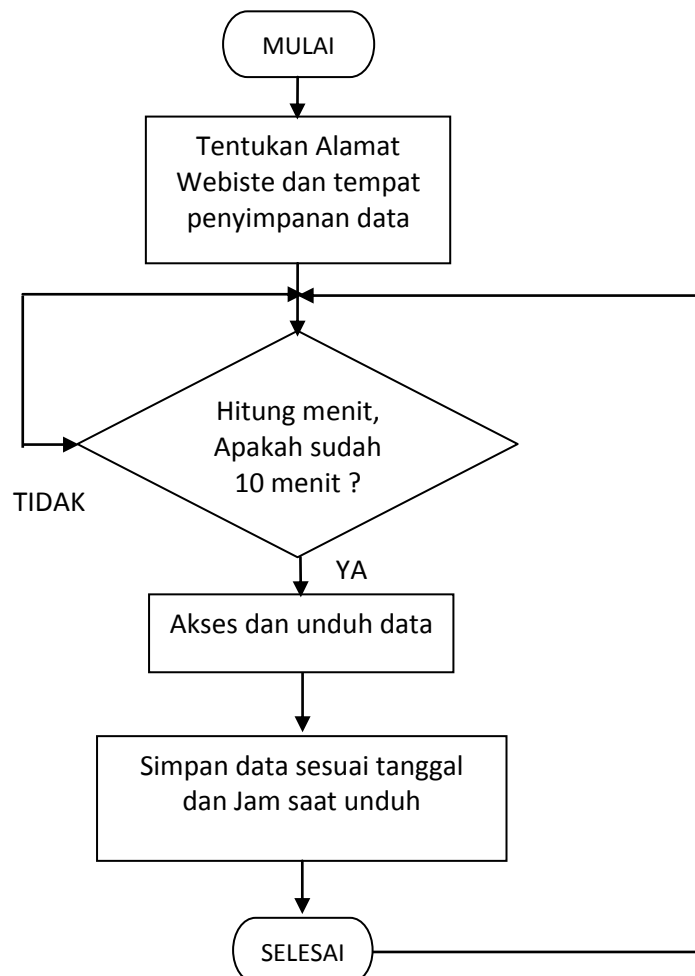 MULAI
Tentukan Alamat
Webiste dan tempat
penyimpanan data
Hitung menit,
Apakah sudah
10 menit ?
TIDAK
YA
Akses dan unduh data
Simpan data sesuai tanggal
dan Jam saat unduh
SELESAI